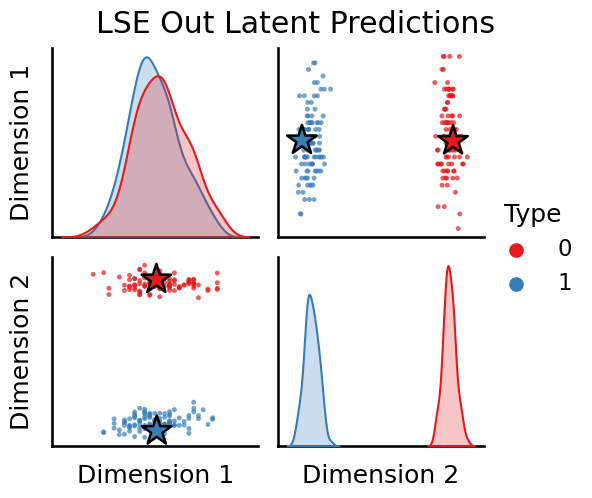 LSE Out Latent Predictions
Dimension 1
Type
0
1
Dimension 2
Dimension 1
Dimension 2